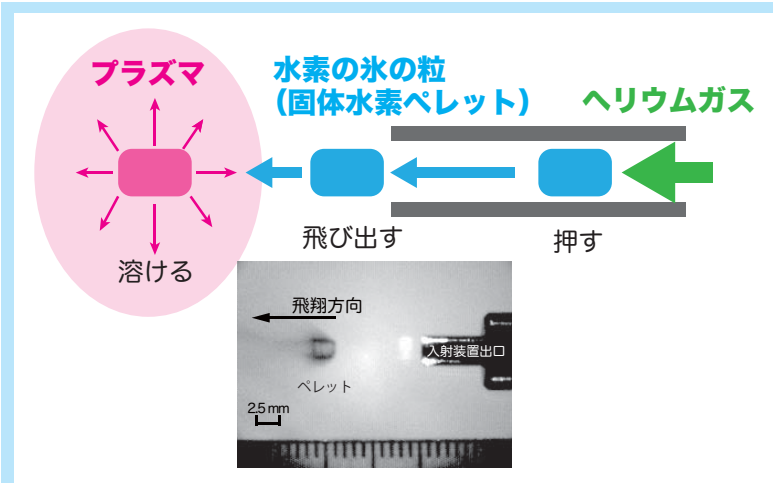 プラズマ
水素の氷の粒
（固体水素ペレット）
ヘリウムガス
飛び出す
押す
溶ける
飛翔方向
入射装置出口
ペレット
2.5 mm